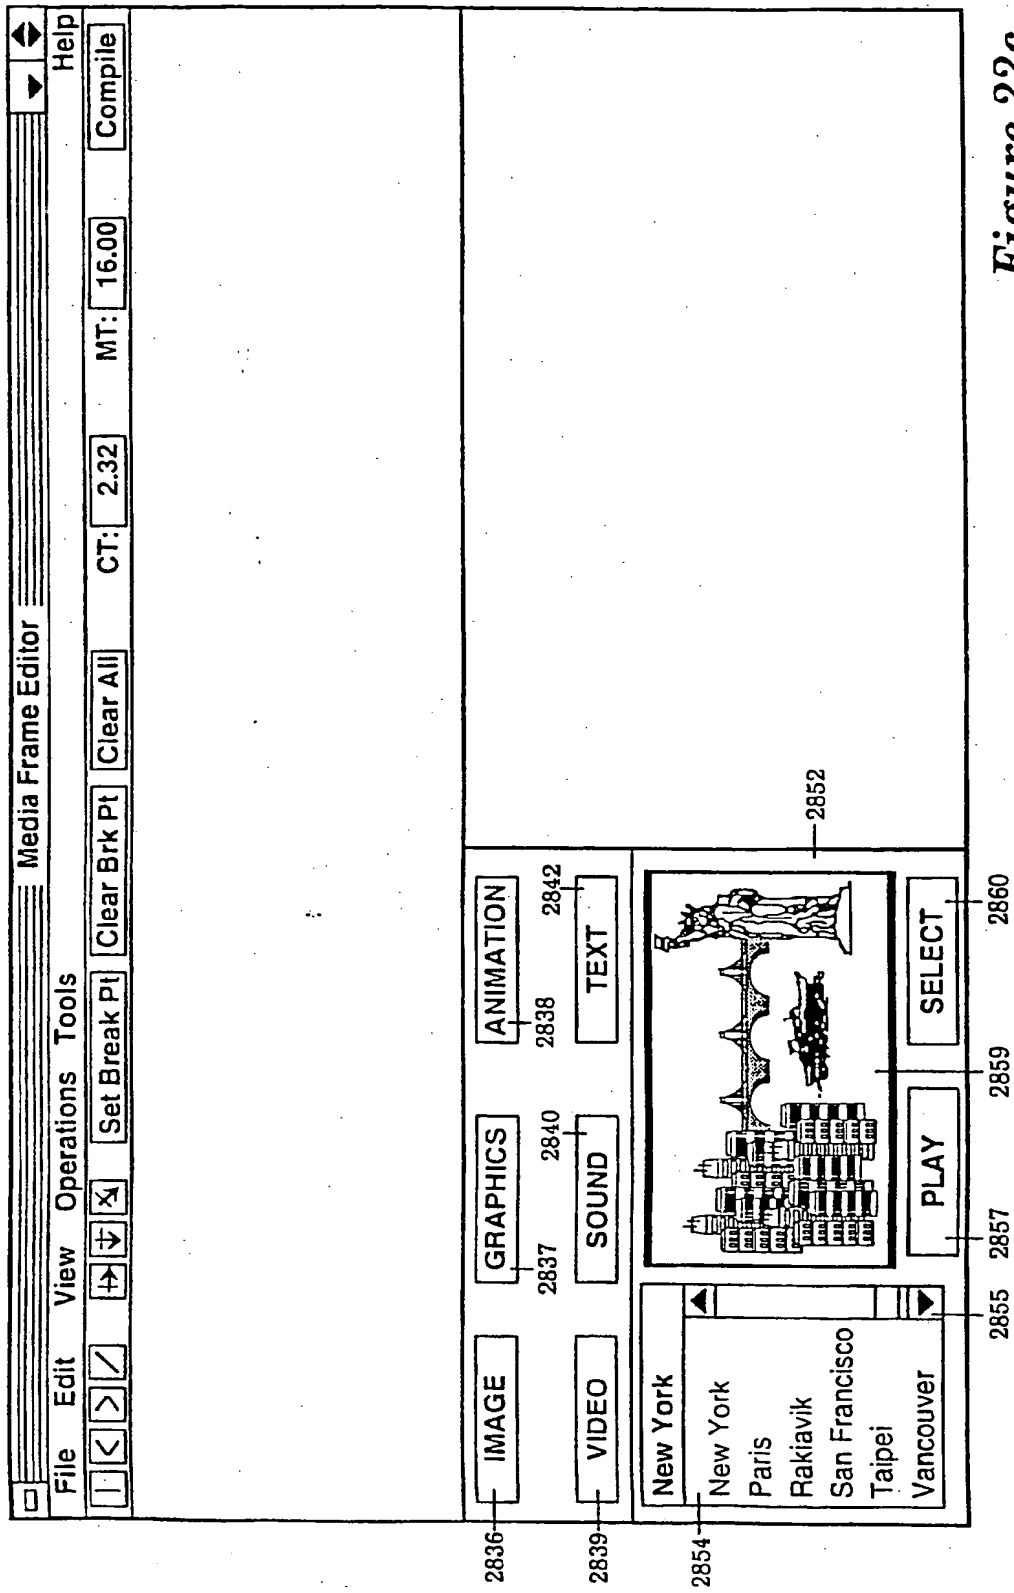 Media Frame Editor
File Edit View Operations Tools Help
Set Break Pt Clear Brk Pt Clear All CT: 2.32 MT: 16.00 Compile
2836 IMAGE GRAPHICS ANIMATION
2837 2838
2840 2842
2839 VIDEO SOUND TEXT
New York
2854 New York
Paris
Rakiavik
San Francisco
Taipei
Vancouver
2852
PLAY SELECT
2855 2857 2859 2860